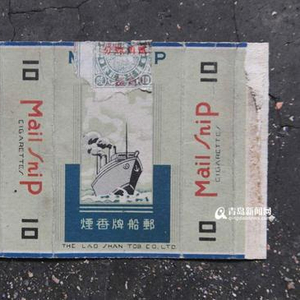 10
Mail Ship
CIGARETTES
10
M P
10
Mail Ship
CIGARETTES
10
煙香牌船郵
THE LAO SHAN TOB CO., LTD.
青岛新闻网